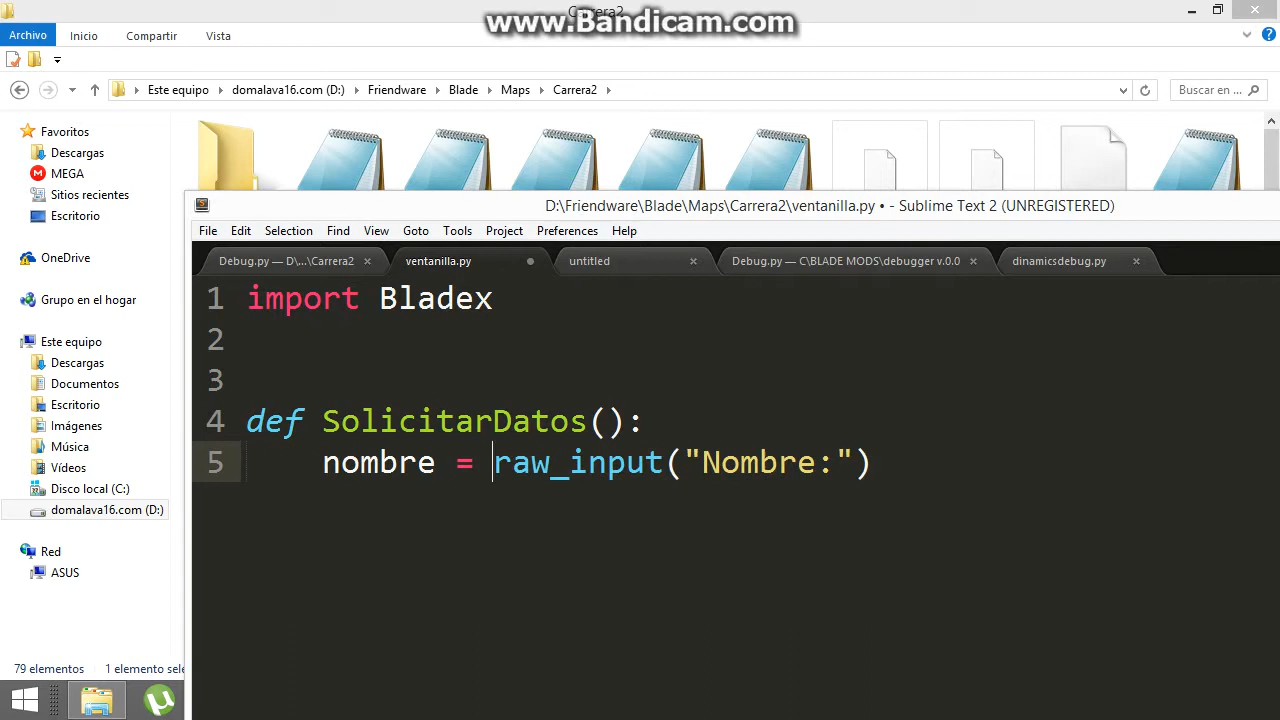 Carrera2
www.Bandicam.com
Archivo Inicio Compartir Vista
Este equipo domalava16.com (D:) Friendware Blade Maps Carrera2 Buscar en ...
Favoritos
Descargas
MEGA
Sitios recientes
Escritorio
OneDrive
Grupo en el hogar
Este equipo
Descargas
Documentos
Escritorio
Imágenes
Música
Vídeos
Disco local (C:)
domalava16.com (D:)
Red
ASUS
79 elementos 1 elemento sele
D:\Friendware\Blade\Maps\Carrera2\ventanilla.py • - Sublime Text 2 (UNREGISTERED)
File Edit Selection Find View Goto Tools Project Preferences Help
Debug.py — D\...\Carrera2 ventanilla.py untitled Debug.py — C\BLADE MODS\debugger v.0.0 dinamicsdebug.py
1 import Bladex
2
3
4 def SolicitarDatos():
5 nombre = raw_input("Nombre:")